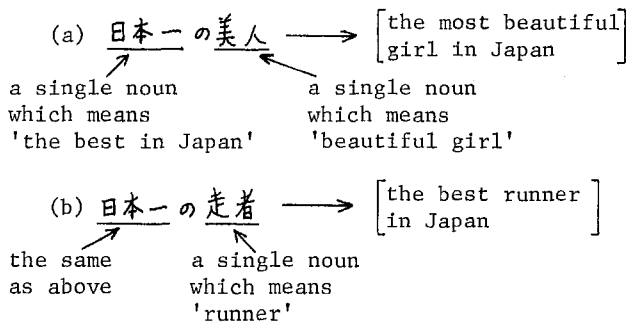 (a) 日本一の美人 → [the most beautiful
girl in Japan]
a single noun
which means
'the best in Japan'
a single noun
which means
'beautiful girl'
(b) 日本一の走者 → [the best runner
in Japan]
the same
as above
a single noun
which means
'runner'